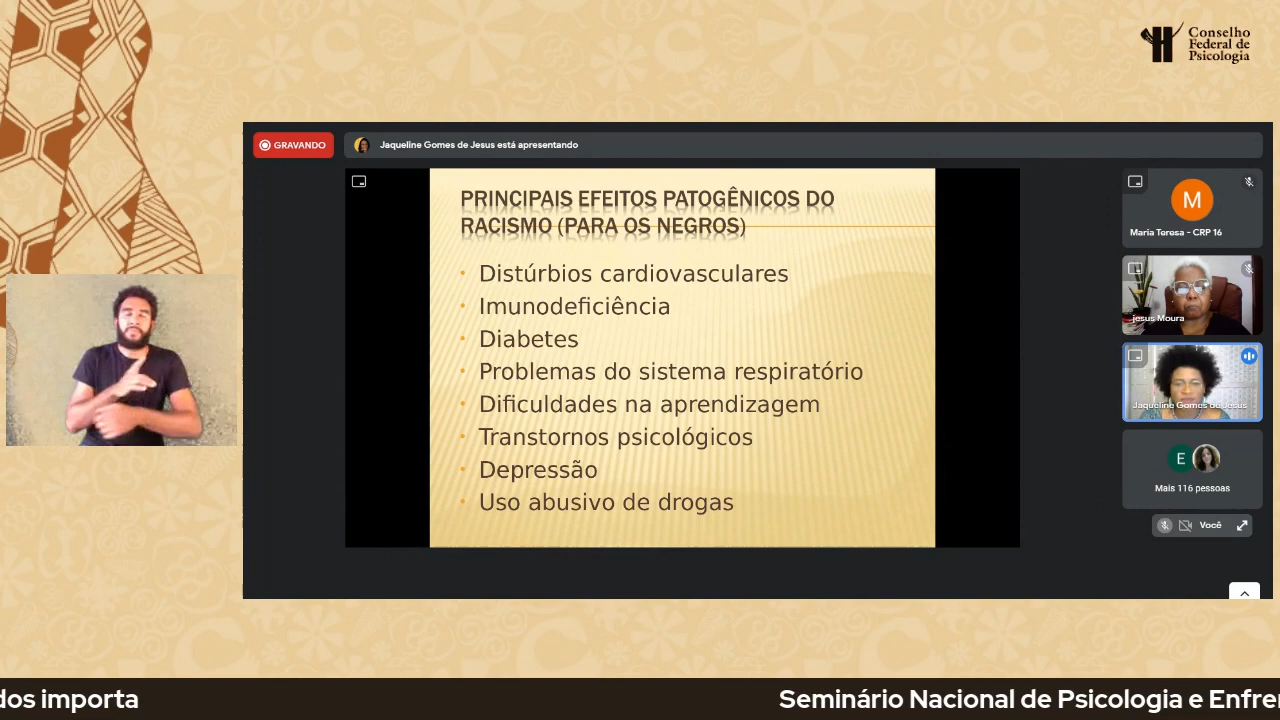 Conselho
Federal de
Psicologia
GRAVANDO
Jaqueline Gomes de Jesus está apresentando
PRINCIPAIS EFEITOS PATOGÊNICOS DO
RACISMO (PARA OS NEGROS)
• Distúrbios cardiovasculares
• Imunodeficiência
• Diabetes
• Problemas do sistema respiratório
• Dificuldades na aprendizagem
• Transtornos psicológicos
• Depressão
• Uso abusivo de drogas
M
Maria Teresa - CRP 16
jesus Moura
Jaqueline Gomes de Jesus
E
Mais 116 pessoas
Você
dos importa
Seminário Nacional de Psicologia e Enfre